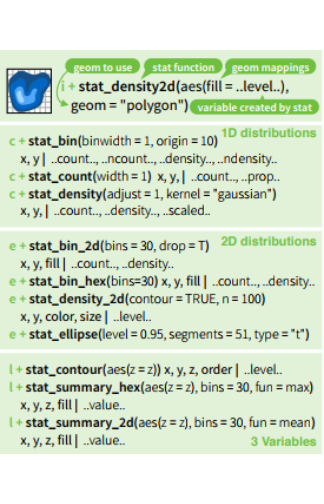 geom to use stat function geom mappings
i + stat_density2d(aes(fill = ..level..),
geom = "polygon") variable created by stat
c + stat_bin(binwidth = 1, origin = 10) 1D distributions
x, y | ..count.., ..ncount.., ..density.., ..ndensity..
c + stat_count(width = 1) x, y, | ..count.., ..prop..
c + stat_density(adjust = 1, kernel = "gaussian")
x, y, | ..count.., ..density.., ..scaled..
e + stat_bin_2d(bins = 30, drop = T) 2D distributions
x, y, fill | ..count.., ..density..
e + stat_bin_hex(bins=30) x, y, fill | ..count.., ..density..
e + stat_density_2d(contour = TRUE, n = 100)
x, y, color, size | ..level..
e + stat_ellipse(level = 0.95, segments = 51, type = "t")
l + stat_contour(aes(z = z)) x, y, z, order | ..level..
l + stat_summary_hex(aes(z = z), bins = 30, fun = max)
x, y, z, fill | ..value..
l + stat_summary_2d(aes(z = z), bins = 30, fun = mean)
x, y, z, fill | ..value.. 3 Variables